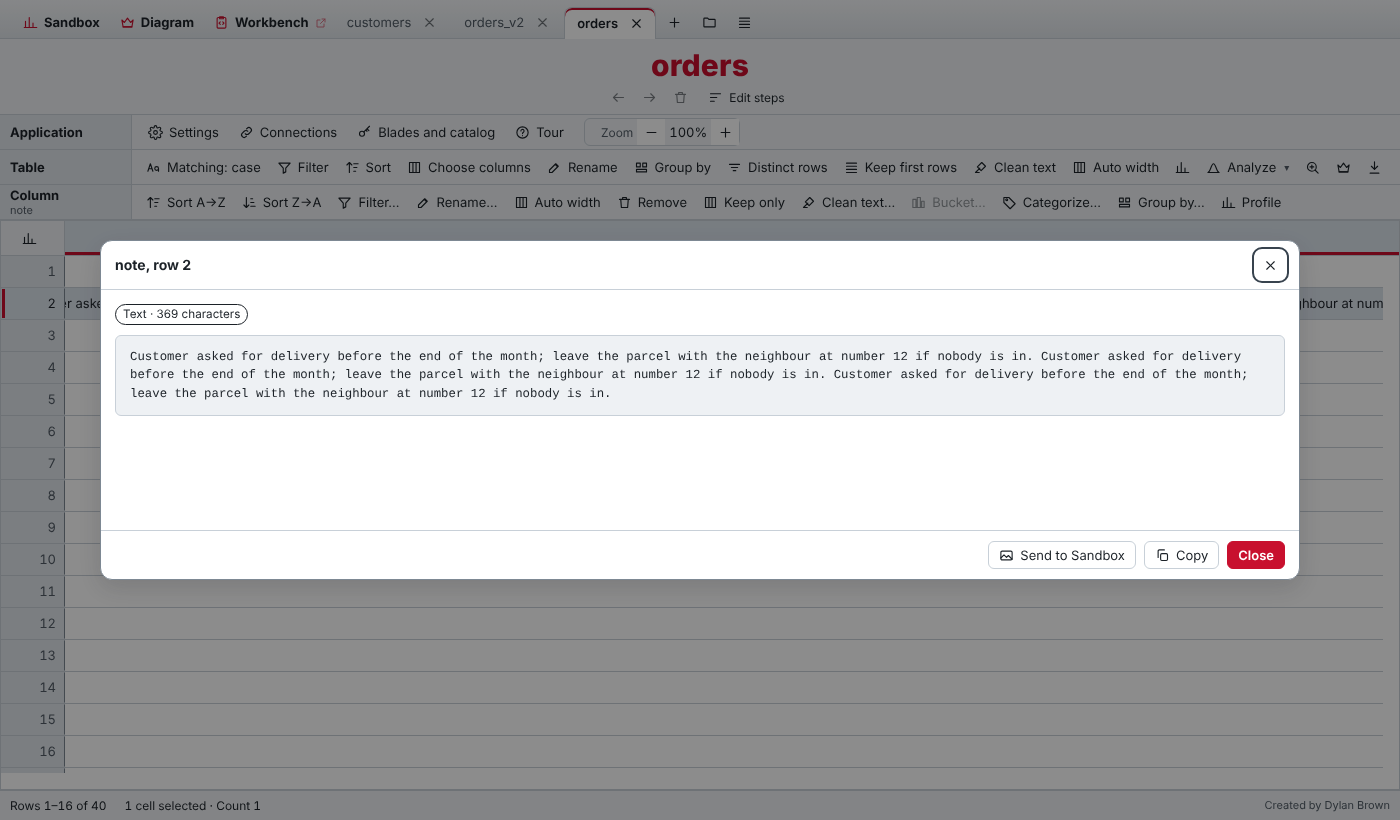 Sandbox Diagram Workbench customers orders_v2 orders
orders
Edit steps
Application Settings Connections Blades and catalog Tour Zoom 100%
Table Aa Matching: case Filter Sort Choose columns Rename Group by Distinct rows Keep first rows Clean text Auto width Analyze
Column
note
Sort A→Z Sort Z→A Filter... Rename... Auto width Remove Keep only Clean text... Bucket... Categorize... Group by... Profile
note, row 2
Text · 369 characters
Customer asked for delivery before the end of the month; leave the parcel with the neighbour at number 12 if nobody is in. Customer asked for delivery
before the end of the month; leave the parcel with the neighbour at number 12 if nobody is in. Customer asked for delivery before the end of the month;
leave the parcel with the neighbour at number 12 if nobody is in.
Send to Sandbox Copy Close
1
2 er aske ghbour at num
3
4
5
6
7
8
9
10
11
12
13
14
15
16
Rows 1–16 of 40 1 cell selected · Count 1 Created by Dylan Brown